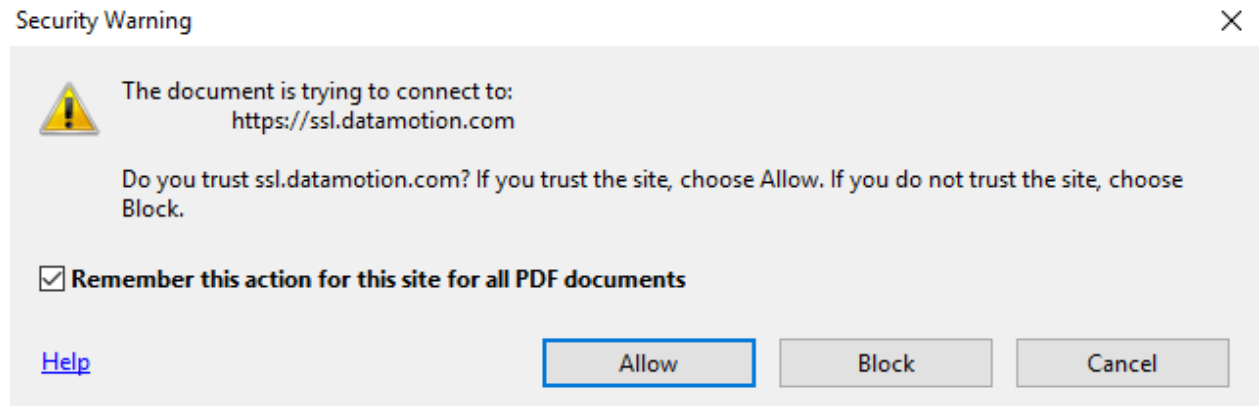 Security Warning
The document is trying to connect to:
https://ssl.datamotion.com
Do you trust ssl.datamotion.com? If you trust the site, choose Allow. If you do not trust the site, choose
Block.
Remember this action for this site for all PDF documents
Help
Allow
Block
Cancel